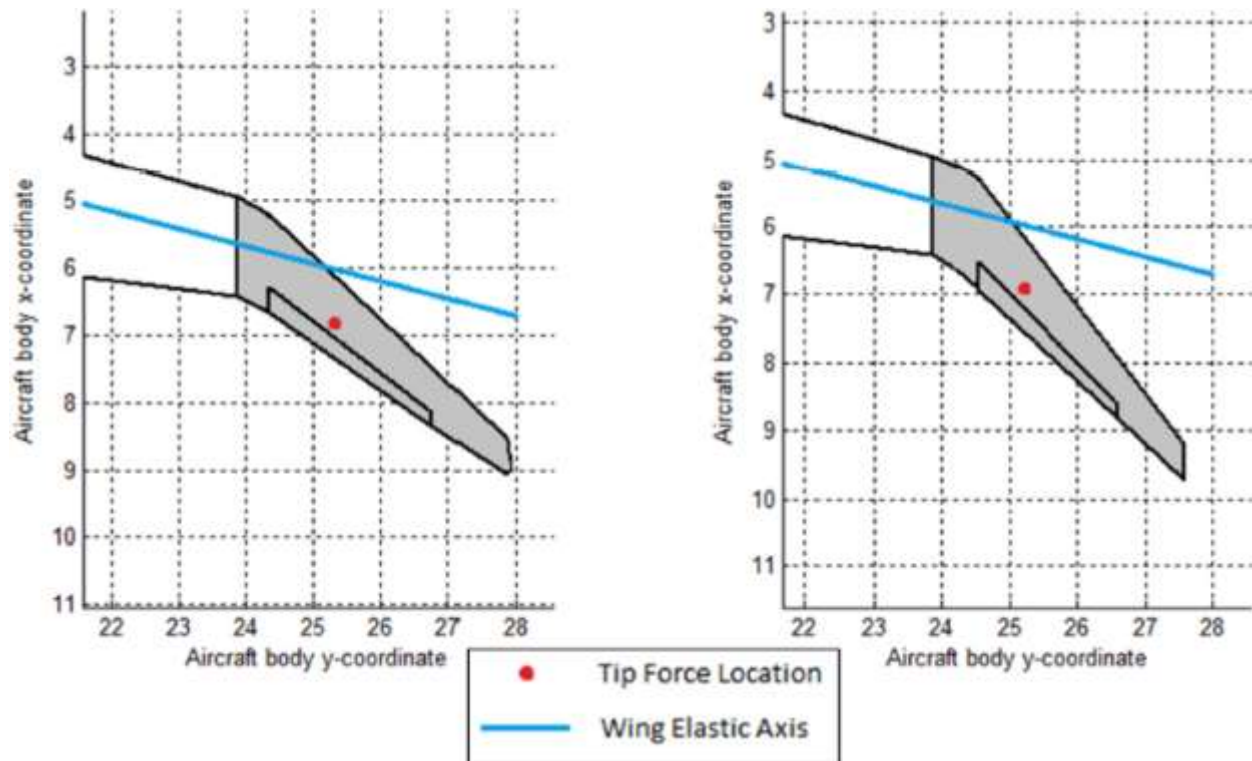 3
4
5
6
7
8
9
10
11
22 23 24 25 26 27 28
Aircraft body x-coordinate
Aircraft body y-coordinate
3
4
5
6
7
8
9
10
11
22 23 24 25 26 27 28
Aircraft body x-coordinate
Aircraft body y-coordinate
Tip Force Location
Wing Elastic Axis